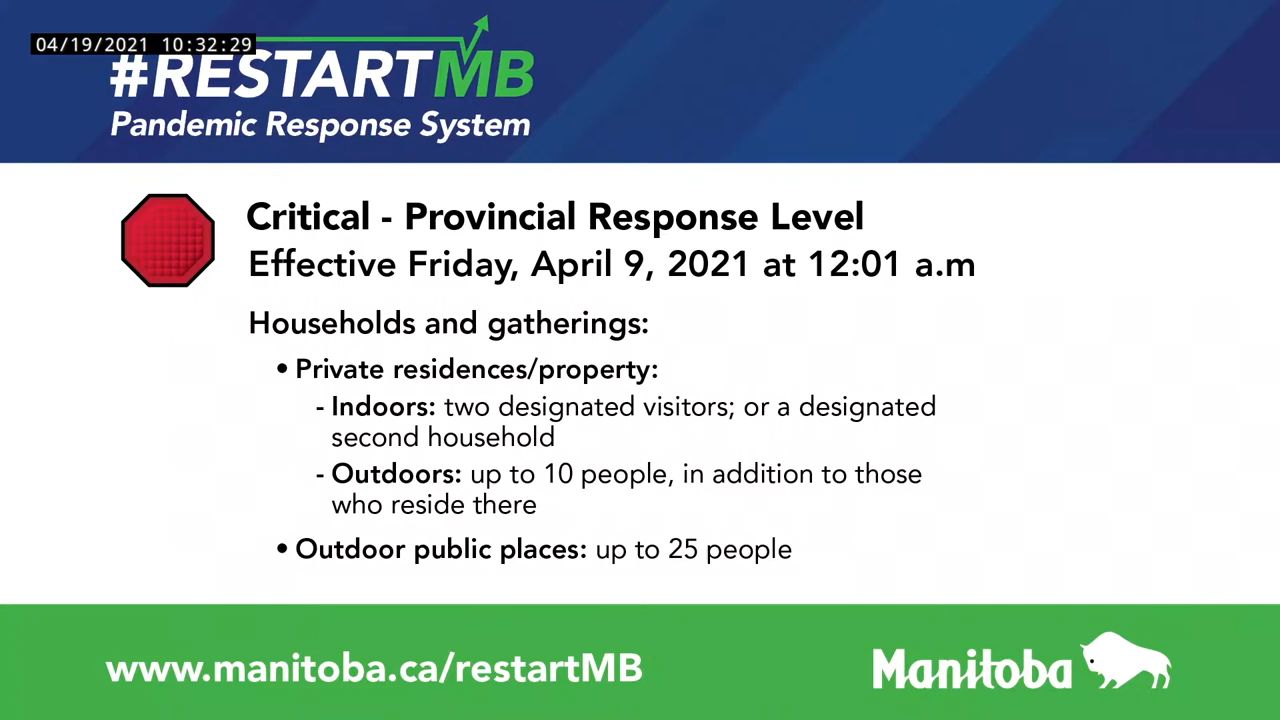 04/19/2021 10:32:29
#RESTARTMB
Pandemic Response System
Critical - Provincial Response Level
Effective Friday, April 9, 2021 at 12:01 a.m
Households and gatherings:
• Private residences/property:
- Indoors: two designated visitors; or a designated
second household
- Outdoors: up to 10 people, in addition to those
who reside there
• Outdoor public places: up to 25 people
www.manitoba.ca/restartMB
Manitoba